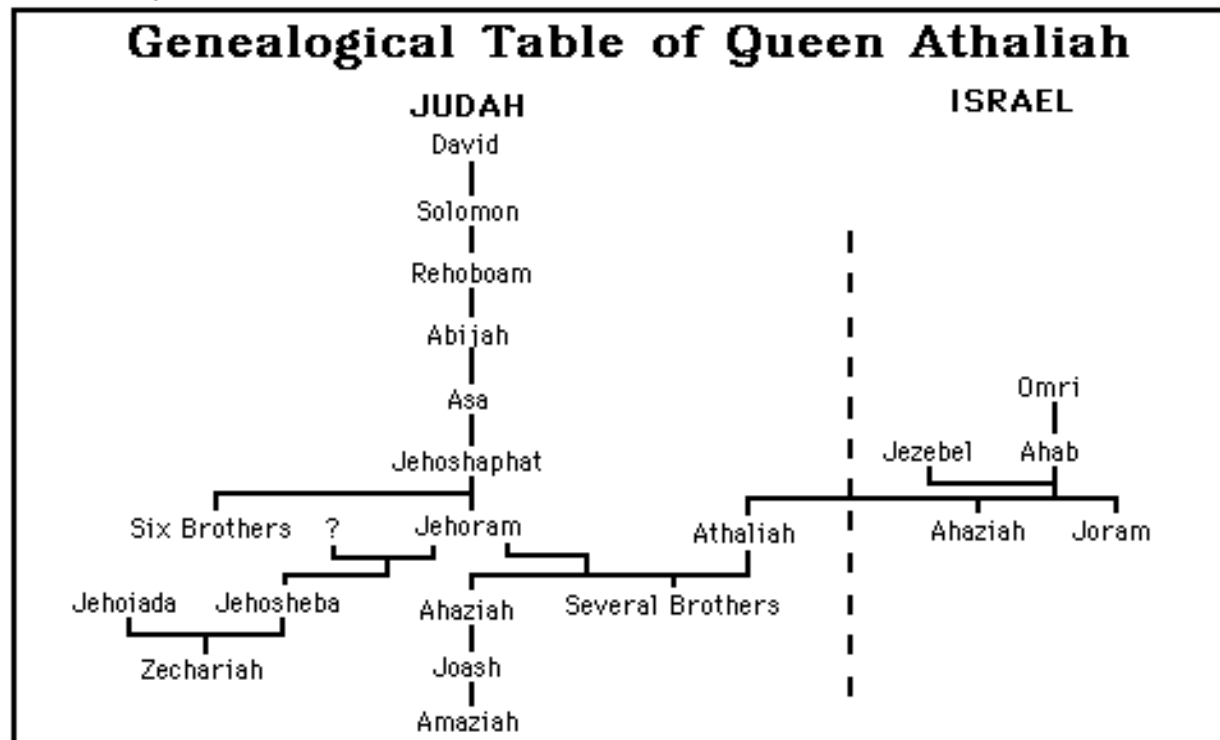 Genealogical Table of Queen Athaliah
JUDAH ISRAEL
David
Solomon
Rehoboam
Abijah
Omri
Asa
Jezebel Ahab
Jehoshaphat
Six Brothers ? Jehoram Athaliah Ahaziah Joram
Jehoiada Jehosheba Ahaziah Several Brothers
Zechariah Joash
Amaziah